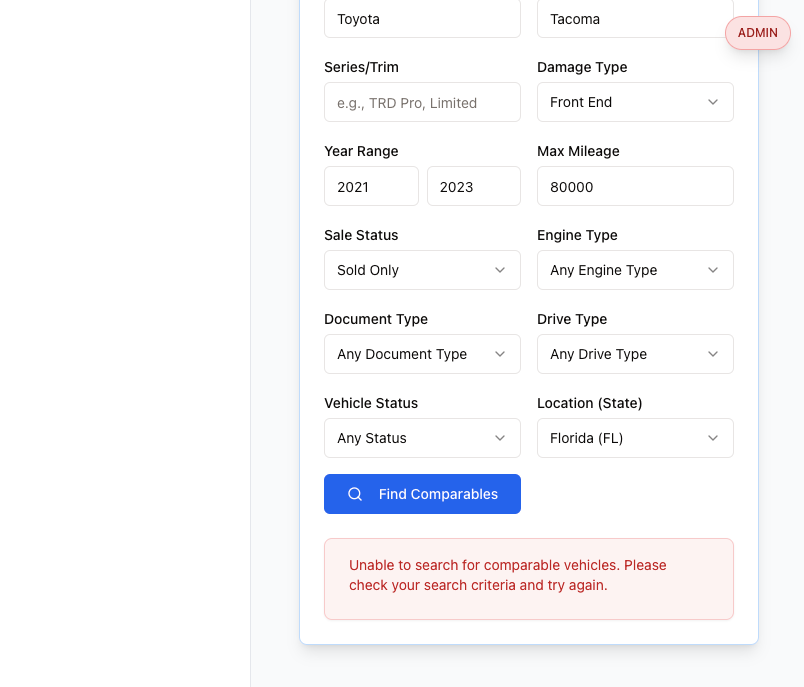 Toyota
Tacoma
ADMIN
Series/Trim
Damage Type
e.g., TRD Pro, Limited
Front End
Year Range
Max Mileage
2021
2023
80000
Sale Status
Engine Type
Sold Only
Any Engine Type
Document Type
Drive Type
Any Document Type
Any Drive Type
Vehicle Status
Location (State)
Any Status
Florida (FL)
Find Comparables
Unable to search for comparable vehicles. Please
check your search criteria and try again.